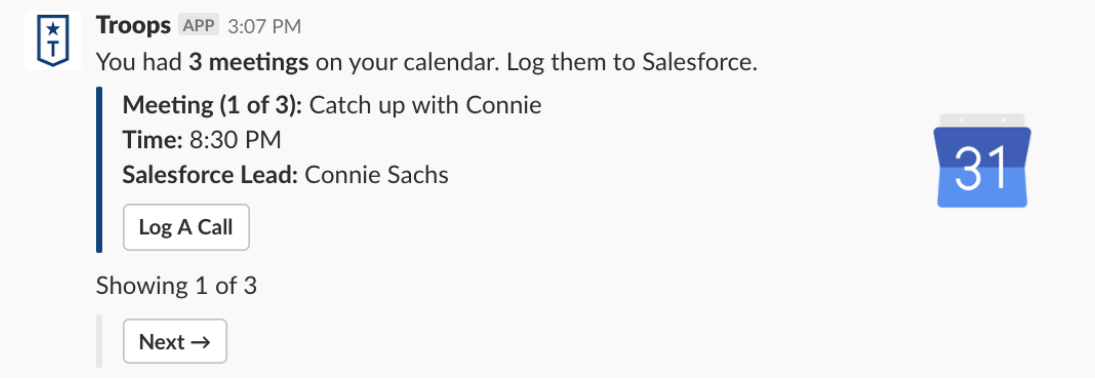 Troops APP 3:07 PM
You had 3 meetings on your calendar. Log them to Salesforce.
Meeting (1 of 3): Catch up with Connie
Time: 8:30 PM
Salesforce Lead: Connie Sachs
31
Log A Call
Showing 1 of 3
Next →
T